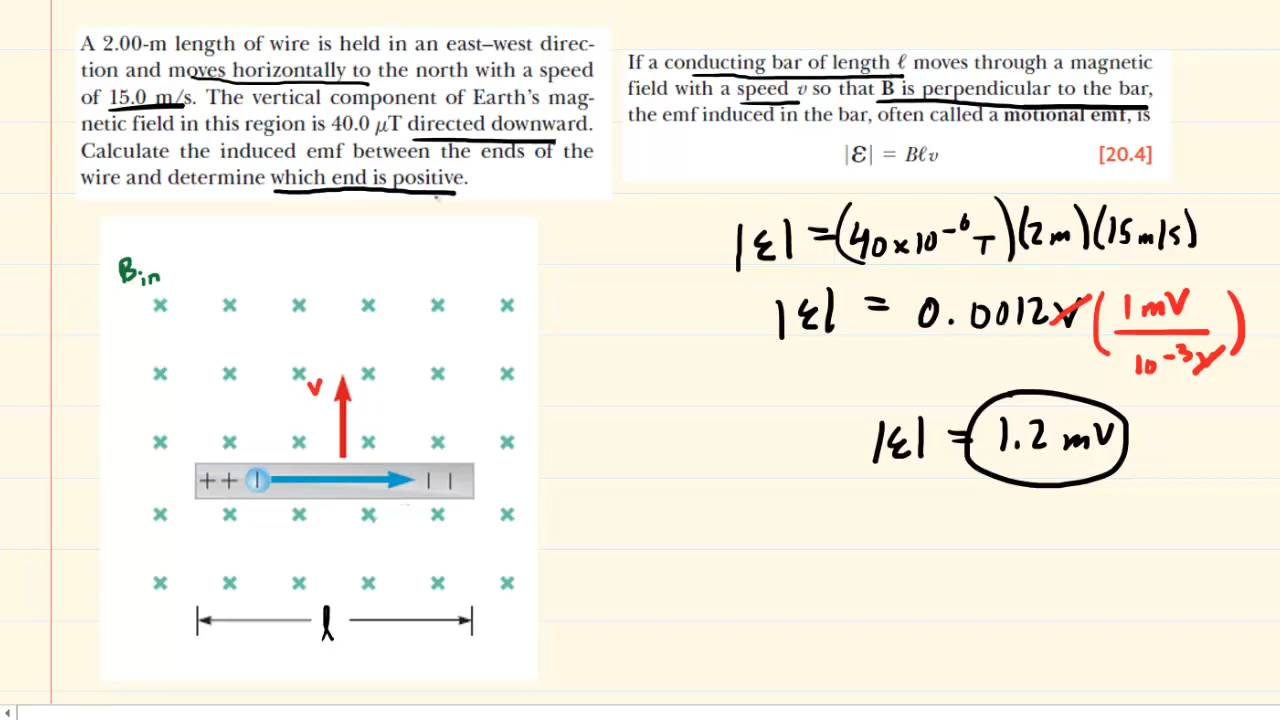 A 2.00-m length of wire is held in an east–west direc-
tion and moves horizontally to the north with a speed
of 15.0 m/s. The vertical component of Earth's mag-
netic field in this region is 40.0 μT directed downward.
Calculate the induced emf between the ends of the
wire and determine which end is positive.
If a conducting bar of length ℓ moves through a magnetic
field with a speed v so that B is perpendicular to the bar,
the emf induced in the bar, often called a motional emf, is
|Ɛ| = Bℓv [20.4]
|Ɛ| = (40 x 10⁻⁶ T)(2m)(15m/s)
|Ɛ| = 0.0012V (1 mV / 10⁻³V)
|Ɛ| = 1.2 mV
Bin
v
+ + | | |
ℓ